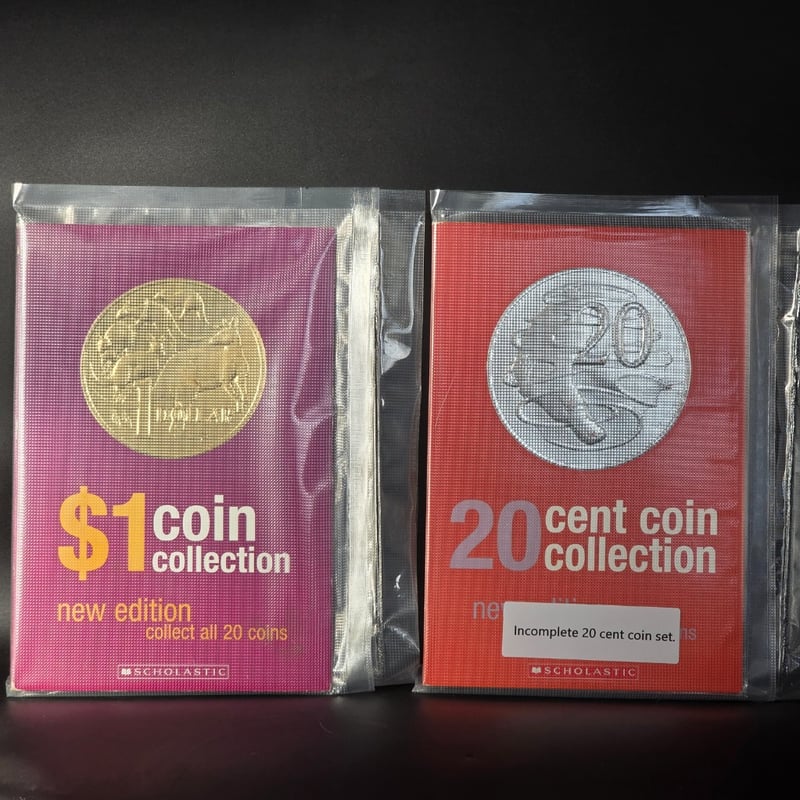 1 DOLLAR
$1 coin
collection
new edition
collect all 20 coins
SCHOLASTIC
20
20 cent coin
collection
Incomplete 20 cent coin set.
SCHOLASTIC